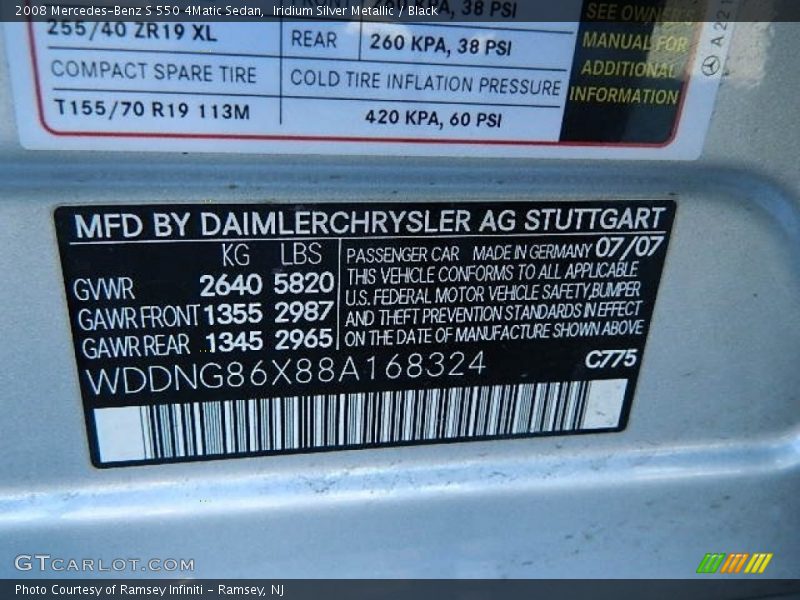 2008 Mercedes-Benz S 550 4Matic Sedan,  Iridium Silver Metallic / Black
KPA, 38 PSI
SEE OWNER'S
MANUAL FOR
ADDITIONAL
INFORMATION
255/40 ZR19 XL
REAR
260 KPA, 38 PSI
COMPACT SPARE TIRE
COLD TIRE INFLATION PRESSURE
T155/70 R19 113M
420 KPA, 60 PSI
A 221
MFD BY DAIMLERCHRYSLER AG STUTTGART
KG LBS
GVWR 2640 5820
GAWR FRONT 1355 2987
GAWR REAR 1345 2965
PASSENGER CAR MADE IN GERMANY 07/07
THIS VEHICLE CONFORMS TO ALL APPLICABLE
U.S. FEDERAL MOTOR VEHICLE SAFETY,BUMPER
AND THEFT PREVENTION STANDARDS IN EFFECT
ON THE DATE OF MANUFACTURE SHOWN ABOVE
WDDNG86X88A168324
C775
GTCARLOT.COM
Photo Courtesy of Ramsey Infiniti - Ramsey, NJ